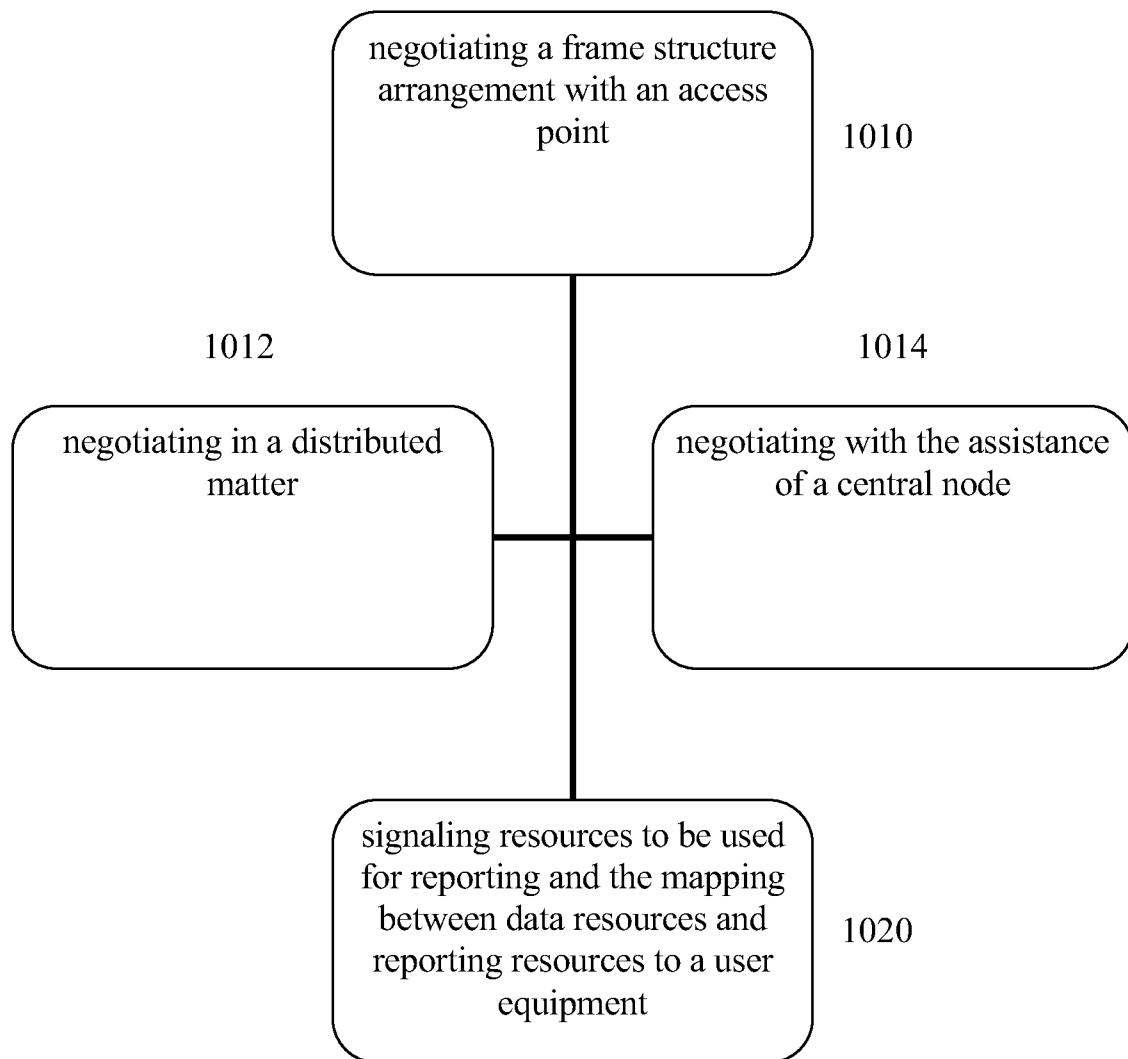 negotiating a frame structure
arrangement with an access
point
1010
1012
1014
negotiating in a distributed
matter
negotiating with the assistance
of a central node
signaling resources to be used
for reporting and the mapping
between data resources and
reporting resources to a user
equipment
1020